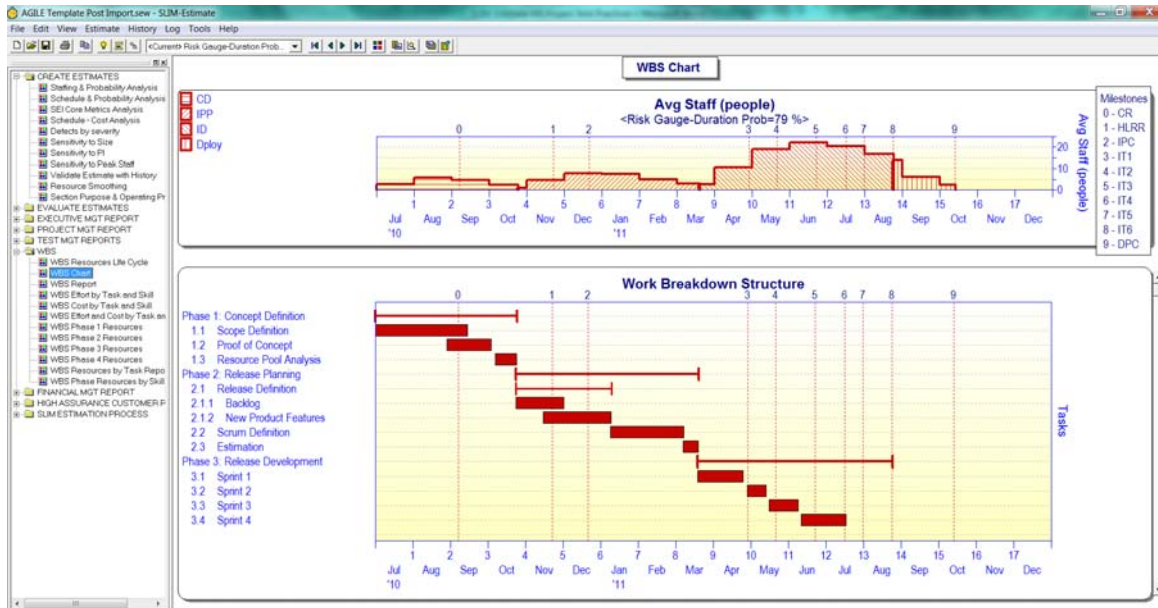 AGILE Template Post Import.sew - SLIM-Estimate
File Edit View Estimate History Log Tools Help
<Current> Risk Gauge-Duration Prob...
CREATE ESTIMATES
Staffing & Probability Analysis
Schedule & Probability Analysis
SEI Core Metrics Analysis
Schedule - Cost Analysis
Defects by severity
Sensitivity to Size
Sensitivity to PI
Sensitivity to Peak Staff
Validate Estimate with History
Resource Smoothing
Section Purpose & Operating Pr
EVALUATE ESTIMATES
EXECUTIVE MGT REPORT
PROJECT MGT REPORT
TEST MGT REPORTS
WBS
WBS Resources Life Cycle
WBS Chart
WBS Report
WBS Effort by Task and Skill
WBS Cost by Task and Skill
WBS Effort and Cost by Task an
WBS Phase 1 Resources
WBS Phase 2 Resources
WBS Phase 3 Resources
WBS Phase 4 Resources
WBS Resources by Task Repo
WBS Phase Resources by Skill
FINANCIAL MGT REPORT
HIGH ASSURANCE CUSTOMER P
SLIM ESTIMATION PROCESS
WBS Chart
CD
IPP
ID
Dploy
Avg Staff (people)
<Risk Gauge-Duration Prob=79 %>
0 1 2 3 4 5 6 7 8 9
20
10
0
Avg Staff (people)
1 2 3 4 5 6 7 8 9 10 11 12 13 14 15 16 17
Jul Aug Sep Oct Nov Dec Jan Feb Mar Apr May Jun Jul Aug Sep Oct Nov Dec
'10 '11
Milestones
0 - CR
1 - HLRR
2 - IPC
3 - IT1
4 - IT2
5 - IT3
6 - IT4
7 - IT5
8 - IT6
9 - DPC
Work Breakdown Structure
0 1 2 3 4 5 6 7 8 9
Phase 1: Concept Definition
1.1 Scope Definition
1.2 Proof of Concept
1.3 Resource Pool Analysis
Phase 2: Release Planning
2.1 Release Definition
2.1.1 Backlog
2.1.2 New Product Features
2.2 Scrum Definition
2.3 Estimation
Phase 3: Release Development
3.1 Sprint 1
3.2 Sprint 2
3.3 Sprint 3
3.4 Sprint 4
Tasks
1 2 3 4 5 6 7 8 9 10 11 12 13 14 15 16 17
Jul Aug Sep Oct Nov Dec Jan Feb Mar Apr May Jun Jul Aug Sep Oct Nov Dec
'10 '11